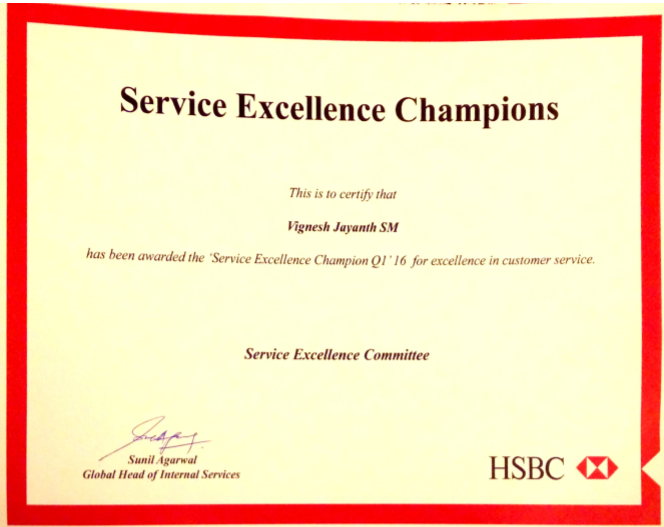 Service Excellence Champions
This is to certify that
Vignesh Jayanth SM
has been awarded the 'Service Excellence Champion Q1'16 for excellence in customer service.
Service Excellence Committee
Sunil Agarwal
Global Head of Internal Services
HSBC